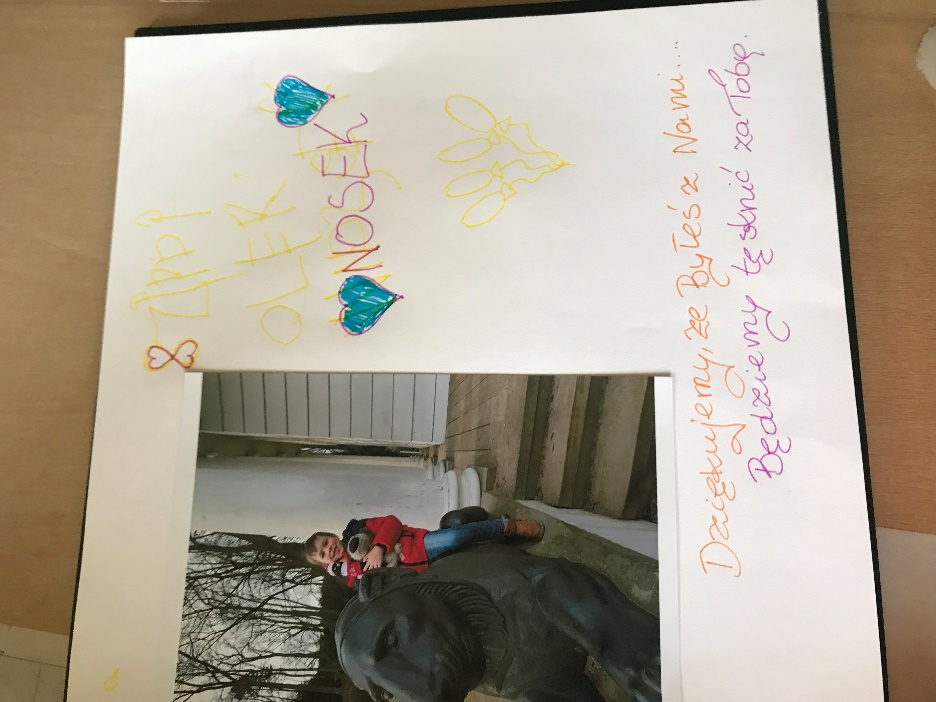 OLEK
NOSEK
Dziękujemy, że Byłeś z Nami....
Będziemy tęsknić za Tobą.